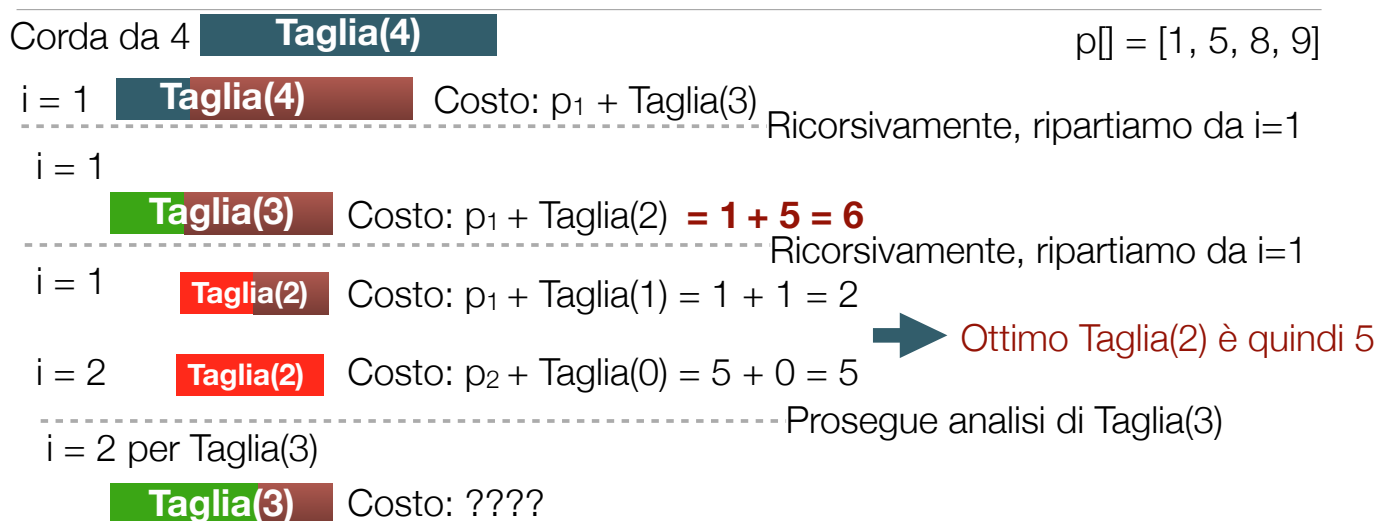 Corda da 4 Taglia(4) p[] = [1, 5, 8, 9]
i = 1 Taglia(4) Costo: p₁ + Taglia(3)
Ricorsivamente, ripartiamo da i=1
i = 1
Taglia(3) Costo: p₁ + Taglia(2) = 1 + 5 = 6
Ricorsivamente, ripartiamo da i=1
i = 1 Taglia(2) Costo: p₁ + Taglia(1) = 1 + 1 = 2
Ottimo Taglia(2) è quindi 5
i = 2 Taglia(2) Costo: p₂ + Taglia(0) = 5 + 0 = 5
Prosegue analisi di Taglia(3)
i = 2 per Taglia(3)
Taglia(3) Costo: ????